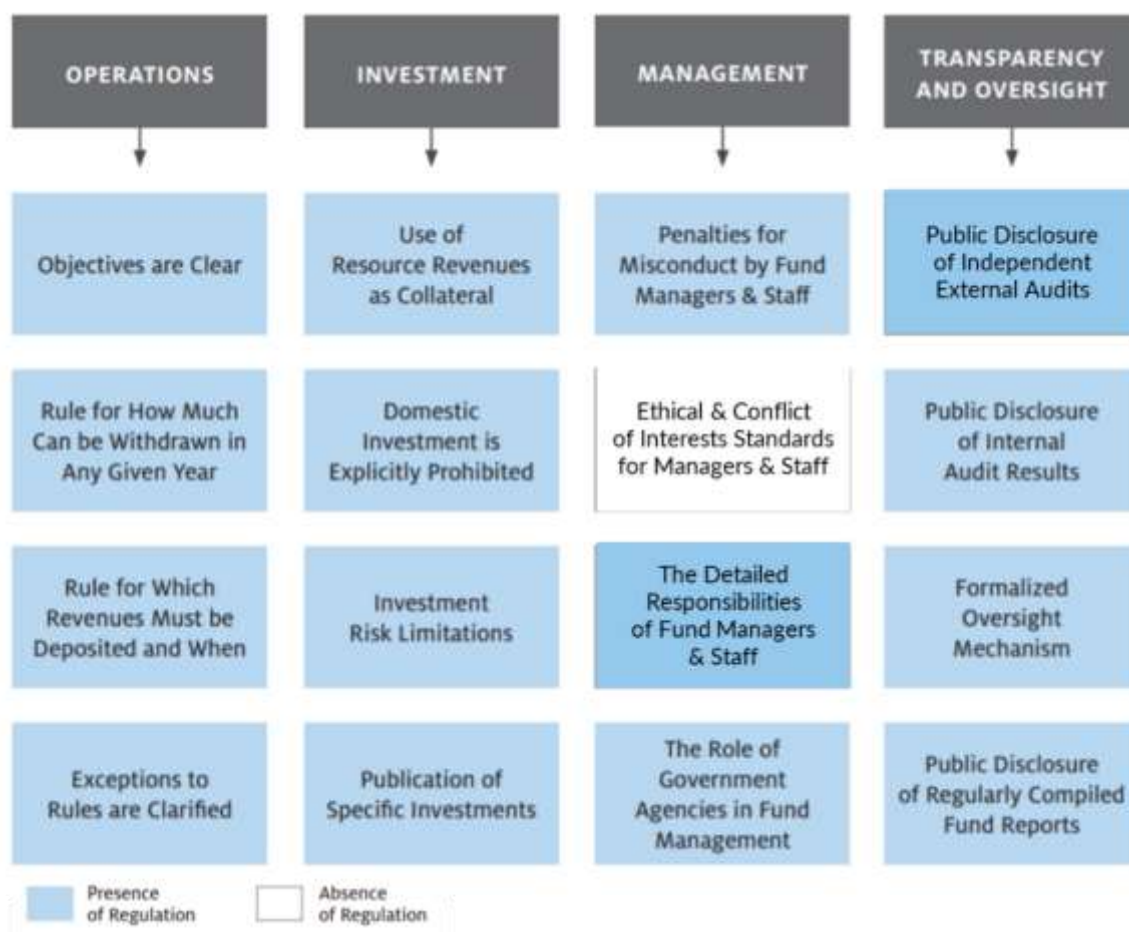 OPERATIONS
INVESTMENT
MANAGEMENT
TRANSPARENCY
AND OVERSIGHT
Objectives are Clear
Use of
Resource Revenues
as Collateral
Penalties for
Misconduct by Fund
Managers & Staff
Public Disclosure
of Independent
External Audits
Rule for How Much
Can be Withdrawn in
Any Given Year
Domestic
Investment is
Explicitly Prohibited
Ethical & Conflict
of Interests Standards
for Managers & Staff
Public Disclosure
of Internal
Audit Results
Rule for Which
Revenues Must be
Deposited and When
Investment
Risk Limitations
The Detailed
Responsibilities
of Fund Managers
& Staff
Formalized
Oversight
Mechanism
Exceptions to
Rules are Clarified
Publication of
Specific Investments
The Role of
Government
Agencies in Fund
Management
Public Disclosure
of Regularly Compiled
Fund Reports
Presence
of Regulation
Absence
of Regulation